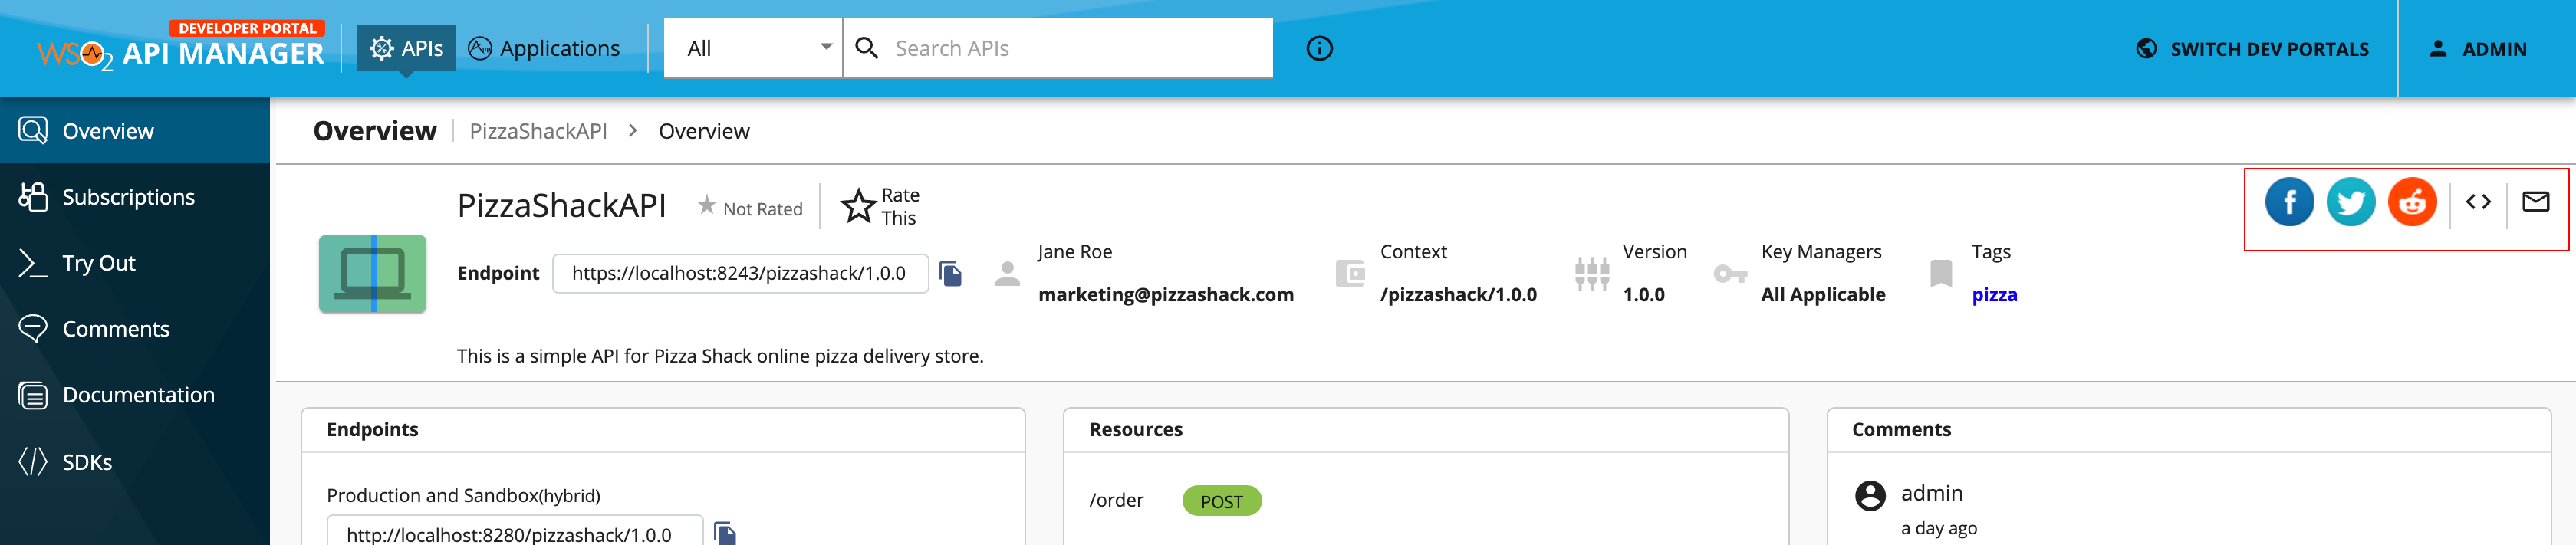 DEVELOPER PORTAL
WSO2 API MANAGER
APIs
App
Applications
All
Search APIs
SWITCH DEV PORTALS
ADMIN
Overview
Subscriptions
Try Out
Comments
Documentation
SDKs
Overview
PizzaShackAPI > Overview
PizzaShackAPI
Not Rated
Rate
This
Endpoint
https://localhost:8243/pizzashack/1.0.0
Jane Roe
marketing@pizzashack.com
Context
/pizzashack/1.0.0
Version
1.0.0
Key Managers
All Applicable
Tags
pizza
This is a simple API for Pizza Shack online pizza delivery store.
Endpoints
Production and Sandbox(hybrid)
http://localhost:8280/pizzashack/1.0.0
Resources
/order
POST
Comments
admin
a day ago